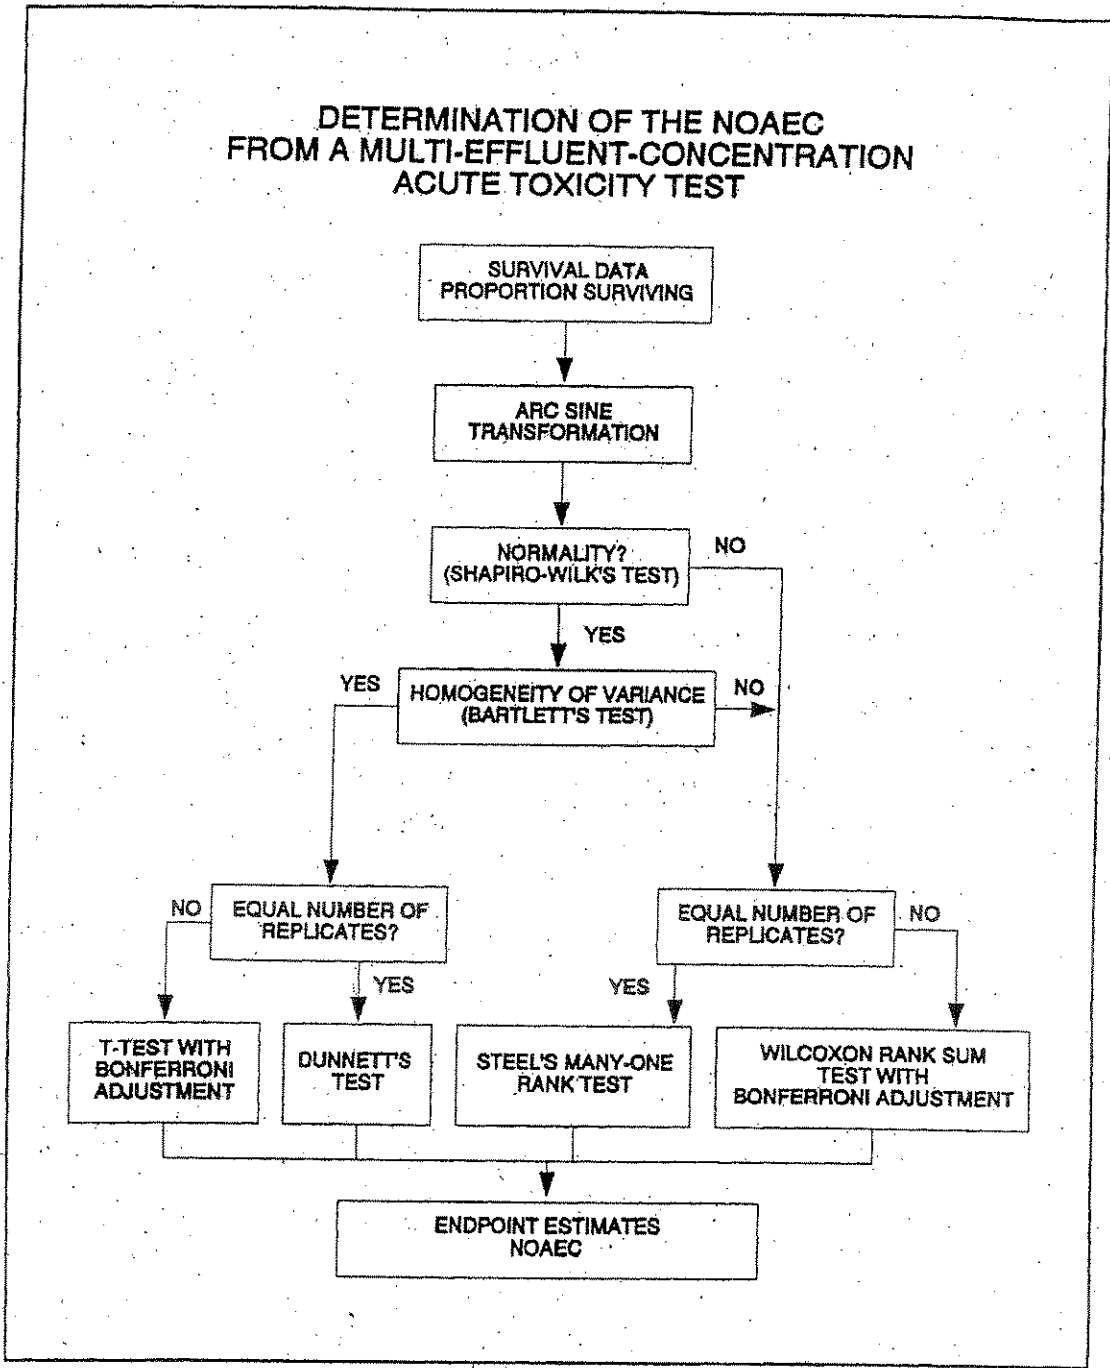 DETERMINATION OF THE NOAEC
FROM A MULTI-EFFLUENT-CONCENTRATION
ACUTE TOXICITY TEST
SURVIVAL DATA
PROPORTION SURVIVING
ARC SINE
TRANSFORMATION
NORMALITY?
(SHAPIRO-WILK'S TEST)
NO
YES
YES
HOMOGENEITY OF VARIANCE
(BARTLETT'S TEST)
NO
NO
EQUAL NUMBER OF
REPLICATES?
EQUAL NUMBER OF
REPLICATES?
NO
YES
YES
T-TEST WITH
BONFERRONI
ADJUSTMENT
DUNNETT'S
TEST
STEEL'S MANY-ONE
RANK TEST
WILCOXON RANK SUM
TEST WITH
BONFERRONI ADJUSTMENT
ENDPOINT ESTIMATES
NOAEC